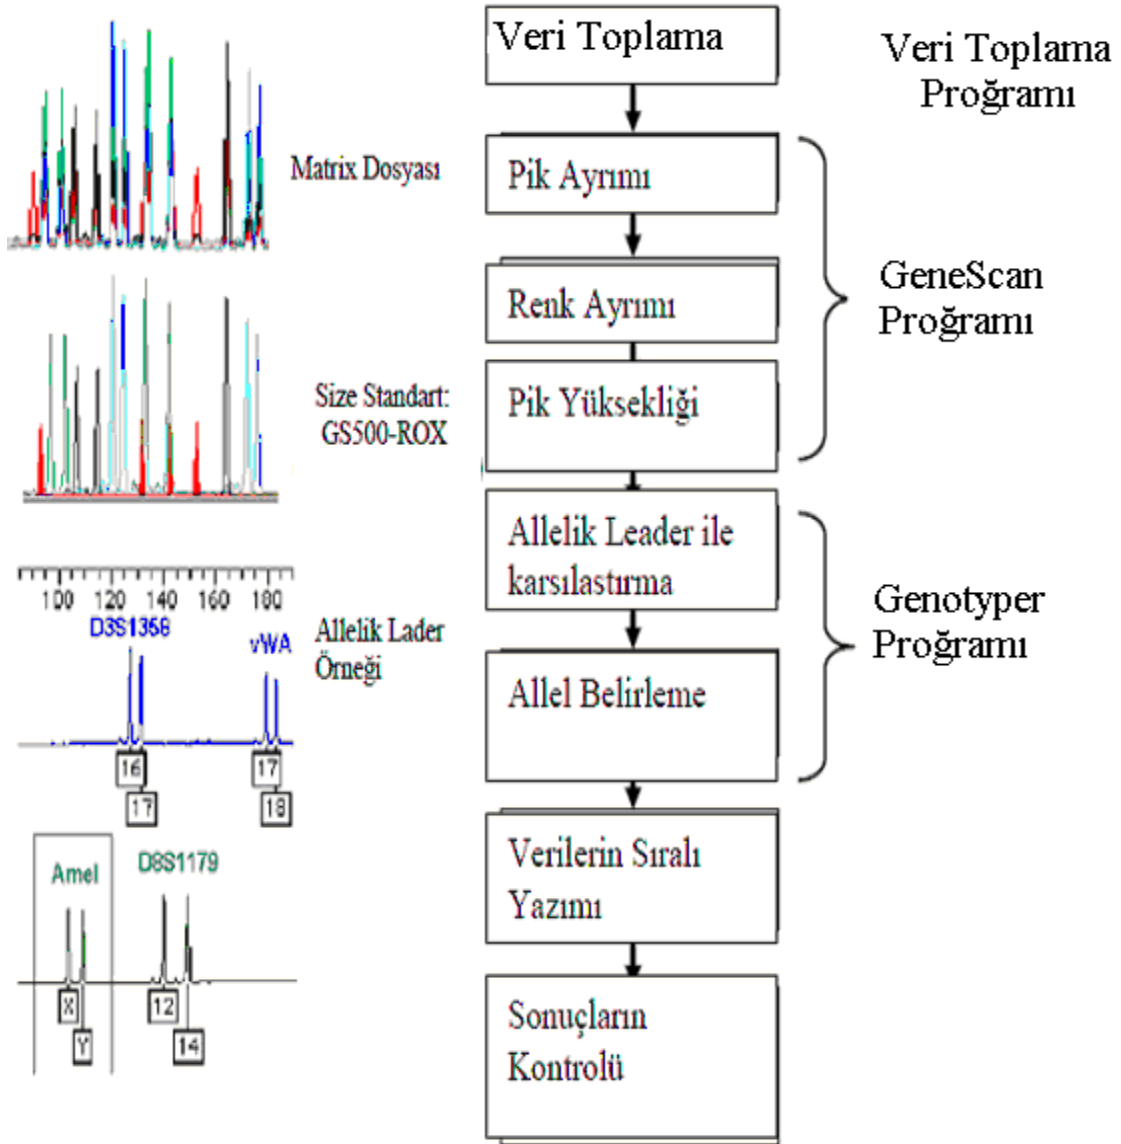 Veri Toplama
Veri Toplama
Proğramı
Matrix Dosyası
Pik Ayrımı
Renk Ayrımı
GeneScan
Proğramı
Size Standart:
GS500-ROX
Pik Yüksekliği
Allelik Leader ile
karsılastırma
Genotyper
Proğramı
100 120 140 160 180
D3S1358
vWA
Allelik Lader
Örneği
Allel Belirleme
16
17
17
18
Verilerin Sıralı
Yazımı
Amel
D8S1179
X
12
Y
14
Sonuçların
Kontrolü